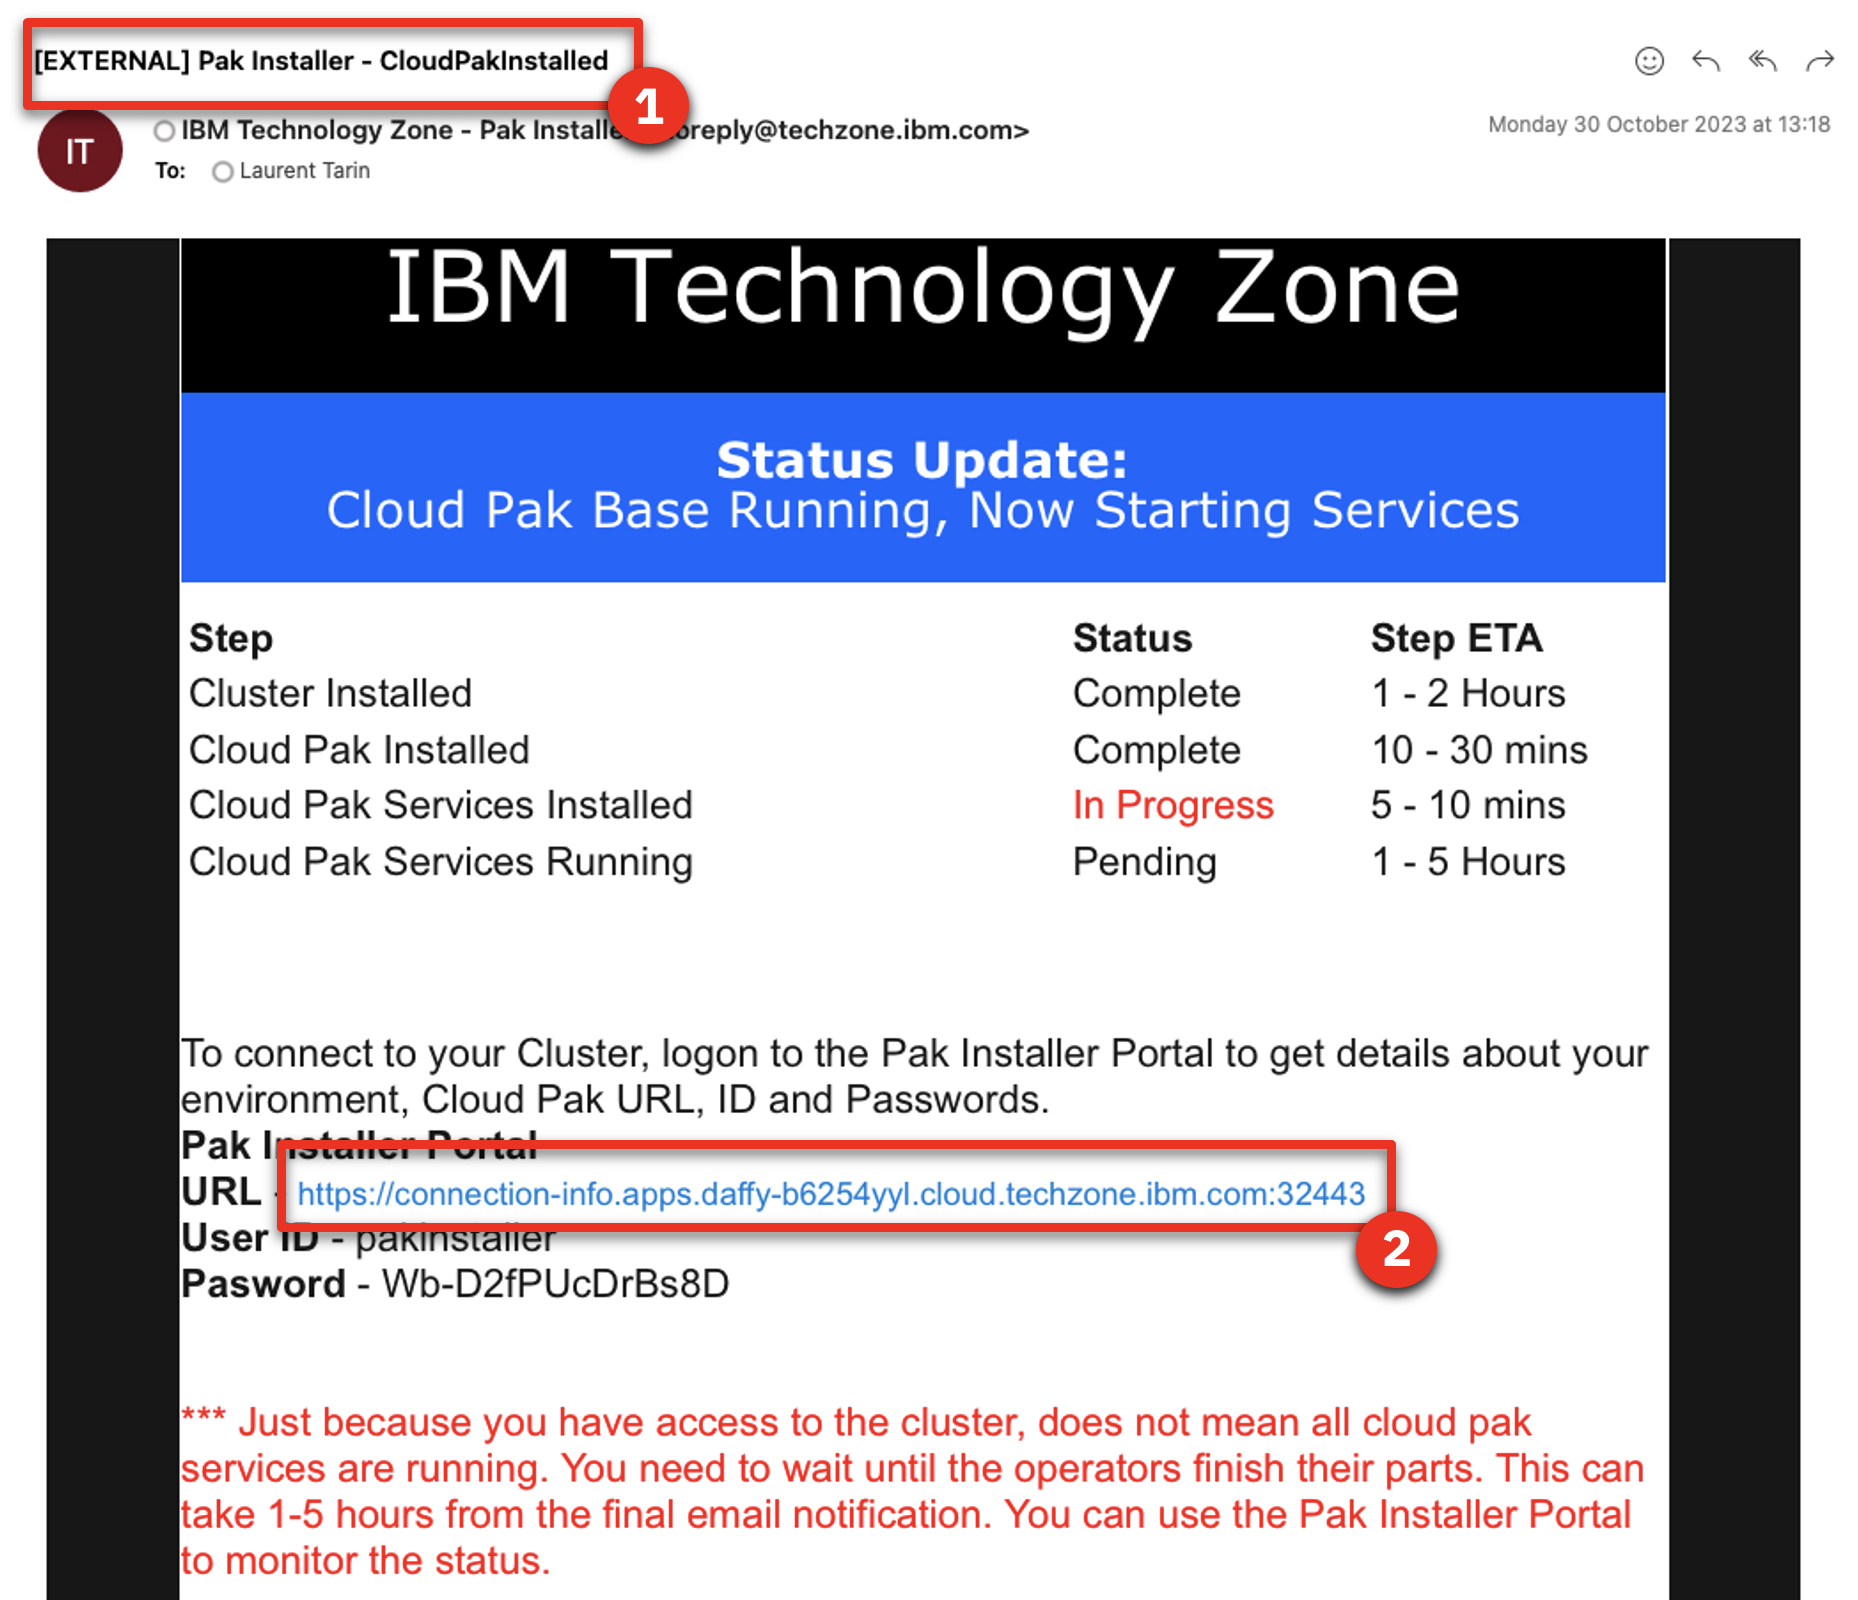 [EXTERNAL] Pak Installer - CloudPakInstalled
1
IT
IBM Technology Zone - Pak Installe oreply@techzone.ibm.com>
Monday 30 October 2023 at 13:18
To: Laurent Tarin
IBM Technology Zone
Status Update:
Cloud Pak Base Running, Now Starting Services
Step Status Step ETA
Cluster Installed Complete 1 - 2 Hours
Cloud Pak Installed Complete 10 - 30 mins
Cloud Pak Services Installed In Progress 5 - 10 mins
Cloud Pak Services Running Pending 1 - 5 Hours
To connect to your Cluster, logon to the Pak Installer Portal to get details about your
environment, Cloud Pak URL, ID and Passwords.
Pak Installer Portal
URL - https://connection-info.apps.daffy-b6254yyl.cloud.techzone.ibm.com:32443
2
User ID - pakinstaller
Pasword - Wb-D2fPUcDrBs8D
*** Just because you have access to the cluster, does not mean all cloud pak
services are running. You need to wait until the operators finish their parts. This can
take 1-5 hours from the final email notification. You can use the Pak Installer Portal
to monitor the status.